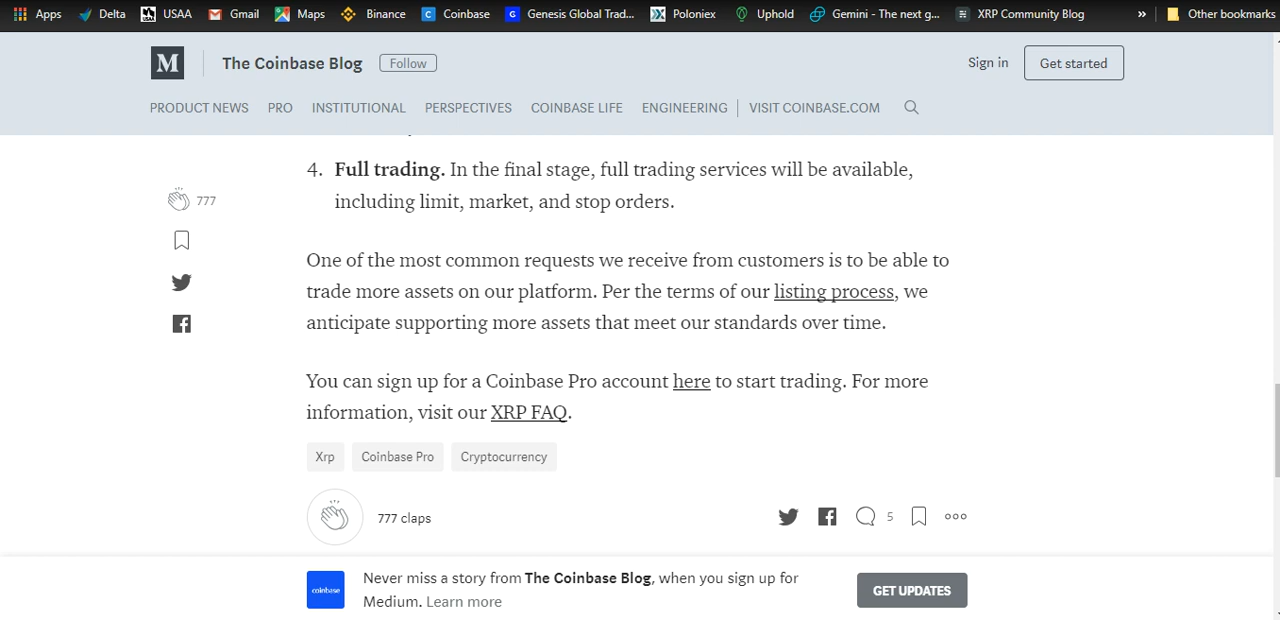 Apps Delta USAA Gmail Maps Binance Coinbase Genesis Global Trad... Poloniex Uphold Gemini - The next g... XRP Community Blog » Other bookmarks
M The Coinbase Blog Follow Sign in Get started
PRODUCT NEWS PRO INSTITUTIONAL PERSPECTIVES COINBASE LIFE ENGINEERING VISIT COINBASE.COM
4. Full trading. In the final stage, full trading services will be available,
including limit, market, and stop orders.
777
One of the most common requests we receive from customers is to be able to
trade more assets on our platform. Per the terms of our listing process, we
anticipate supporting more assets that meet our standards over time.
You can sign up for a Coinbase Pro account here to start trading. For more
information, visit our XRP FAQ.
Xrp Coinbase Pro Cryptocurrency
777 claps 5
coinbase
Never miss a story from The Coinbase Blog, when you sign up for
Medium. Learn more
GET UPDATES